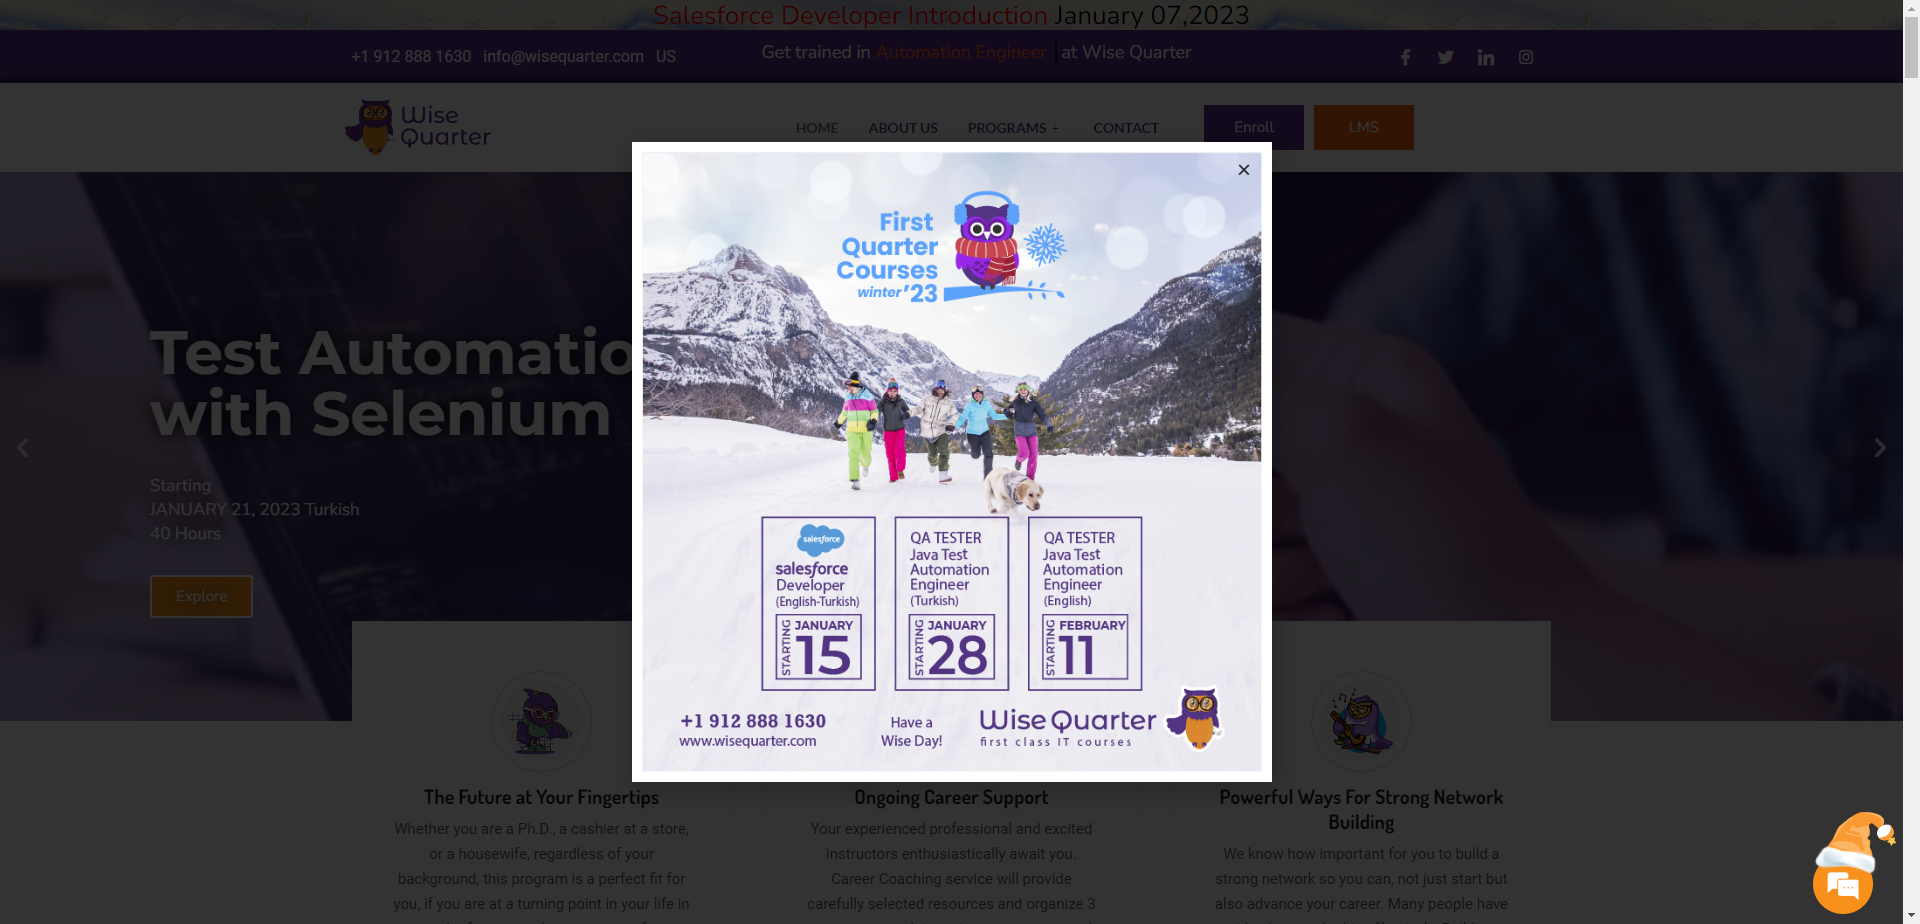 Salesforce Developer Introduction January 07,2023
+1 912 888 1630 info@wisequarter.com US
Get trained in Automation Engineer at Wise Quarter
Wise
Quarter
HOME ABOUT US PROGRAMS + CONTACT
Enroll
LMS
Test Automatio
with Selenium
Starting
JANUARY 21, 2023 Turkish
40 Hours
Explore
First
Quarter
Courses
winter '23
salesforce
salesforce
Developer
(English-Turkish)
STARTING
JANUARY
15
QA TESTER
Java Test
Automation
Engineer
(Turkish)
STARTING
JANUARY
28
QA TESTER
Java Test
Automation
Engineer
(English)
STARTING
FEBRUARY
11
+1 912 888 1630
www.wisequarter.com
Have a
Wise Day!
Wise Quarter
first class IT courses
The Future at Your Fingertips
Whether you are a Ph.D., a cashier at a store,
or a housewife, regardless of your
background, this program is a perfect fit for
you, if you are at a turning point in your life in
Ongoing Career Support
Your experienced professional and excited
instructors enthusiastically await you.
Career Coaching service will provide
carefully selected resources and organize 3
Powerful Ways For Strong Network
Building
We know how important for you to build a
strong network so you can, not just start but
also advance your career. Many people have